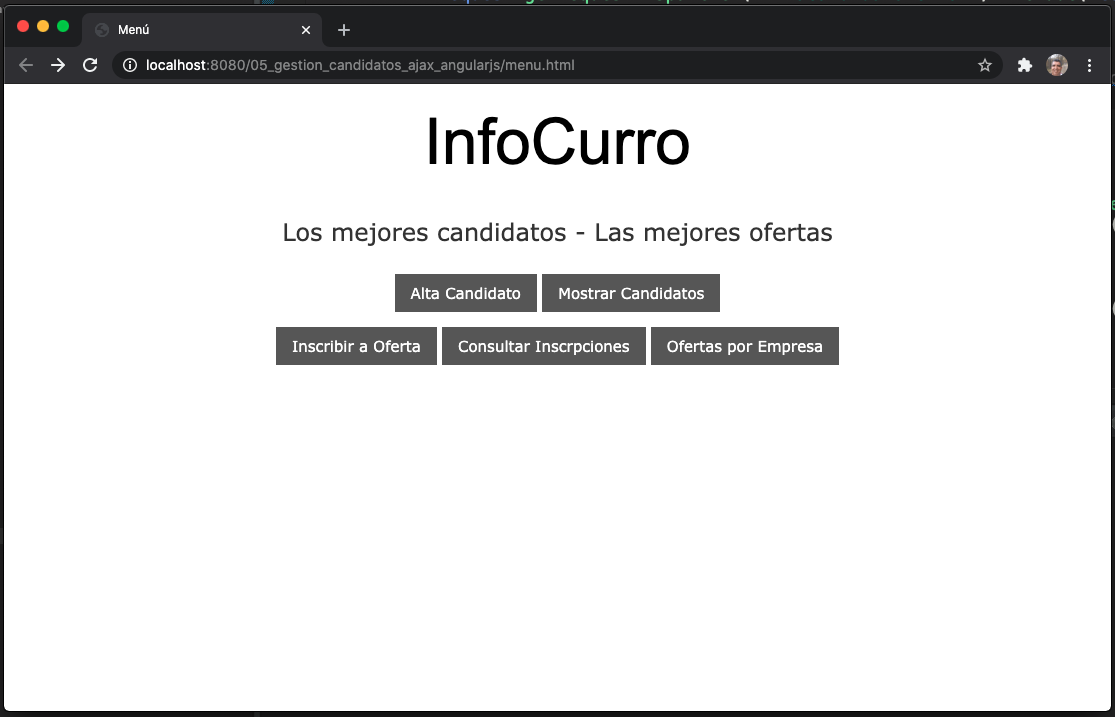 Menú
localhost:8080/05_gestion_candidatos_ajax_angularjs/menu.html
InfoCurro
Los mejores candidatos - Las mejores ofertas
Alta Candidato Mostrar Candidatos
Inscribir a Oferta Consultar Inscrpciones Ofertas por Empresa